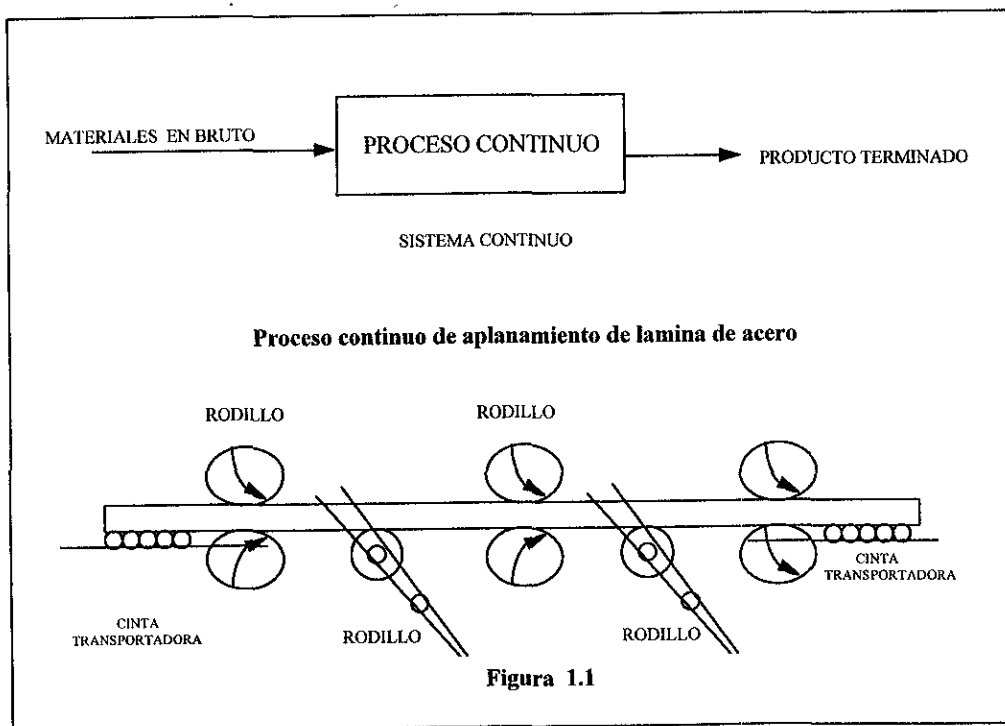 MATERIALES EN BRUTO
PROCESO CONTINUO
PRODUCTO TERMINADO
SISTEMA CONTINUO
Proceso continuo de aplanamiento de lamina de acero
RODILLO
RODILLO
CINTA
TRANSPORTADORA
CINTA
TRANSPORTADORA
RODILLO
RODILLO
Figura 1.1